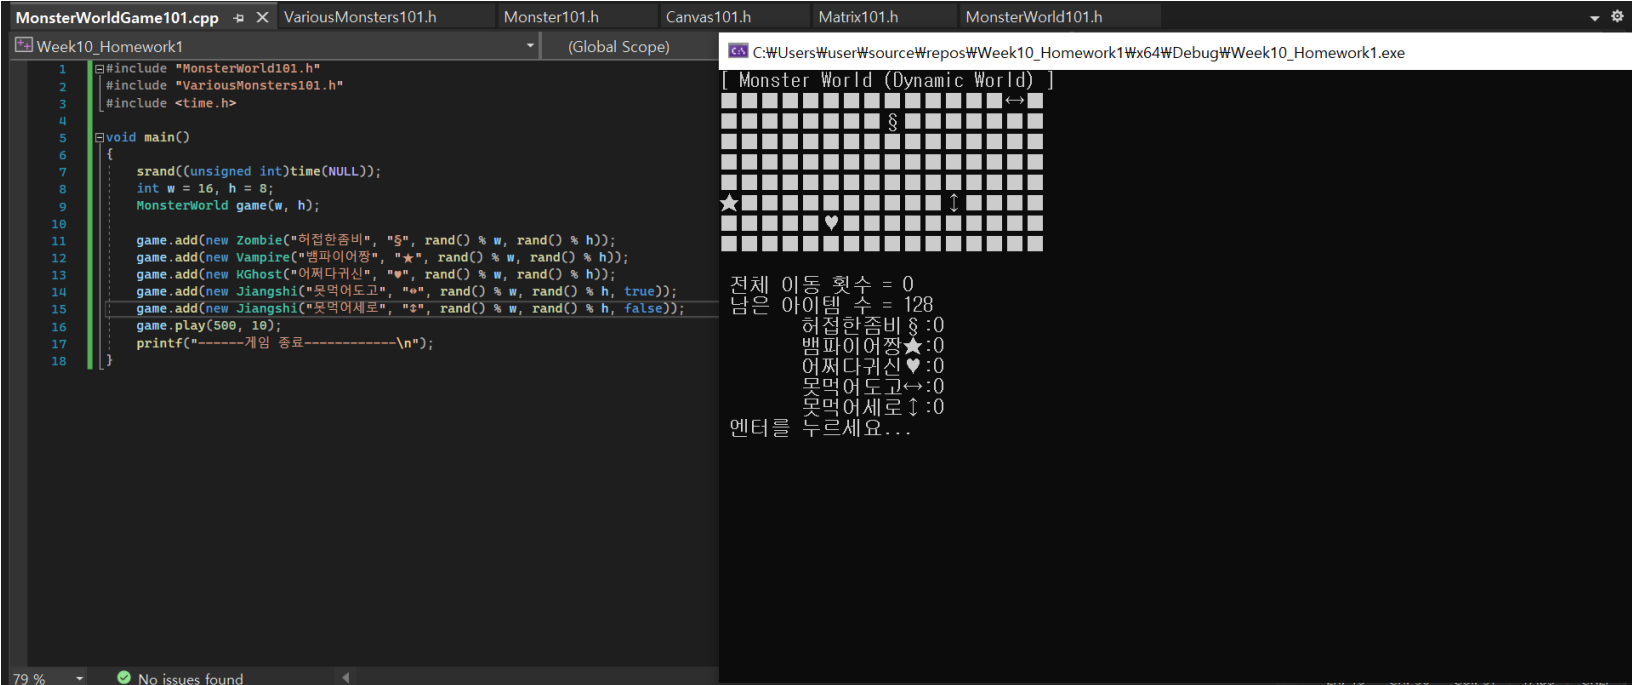 MonsterWorldGame101.cpp VariousMonsters101.h Monster101.h Canvas101.h Matrix101.h MonsterWorld101.h
Week10_Homework1 (Global Scope)
1 #include "MonsterWorld101.h"
2 #include "VariousMonsters101.h"
3 #include <time.h>
4
5 void main()
6 {
7 srand((unsigned int)time(NULL));
8 int w = 16, h = 8;
9 MonsterWorld game(w, h);
10
11 game.add(new Zombie("허접한좀비", "§", rand() % w, rand() % h));
12 game.add(new Vampire("뱀파이어짱", "★", rand() % w, rand() % h));
13 game.add(new KGhost("어쩌다귀신", "♥", rand() % w, rand() % h));
14 game.add(new Jiangshi("못먹어도고", "↔", rand() % w, rand() % h, true));
15 game.add(new Jiangshi("못먹어세로", "↕", rand() % w, rand() % h, false));
16 game.play(500, 10);
17 printf("------게임 종료------------\n");
18 }
79 % No issues found
C:₩Users₩user₩source₩repos₩Week10_Homework1₩x64₩Debug₩Week10_Homework1.exe
[ Monster World (Dynamic World) ]
■■■■■■■■■■■■■■↔■
■■■■■■■■§■■■■■■■
■■■■■■■■■■■■■■■■
■■■■■■■■■■■■■■■■
■■■■■■■■■■■■■■■■
★■■■■■■■■■■↕■■■■
■■■■■♥■■■■■■■■■■
■■■■■■■■■■■■■■■■
전체 이동 횟수 = 0
남은 아이템 수 = 128
허접한좀비§:0
뱀파이어짱★:0
어쩌다귀신♥:0
못먹어도고↔:0
못먹어세로↕:0
엔터를 누르세요...